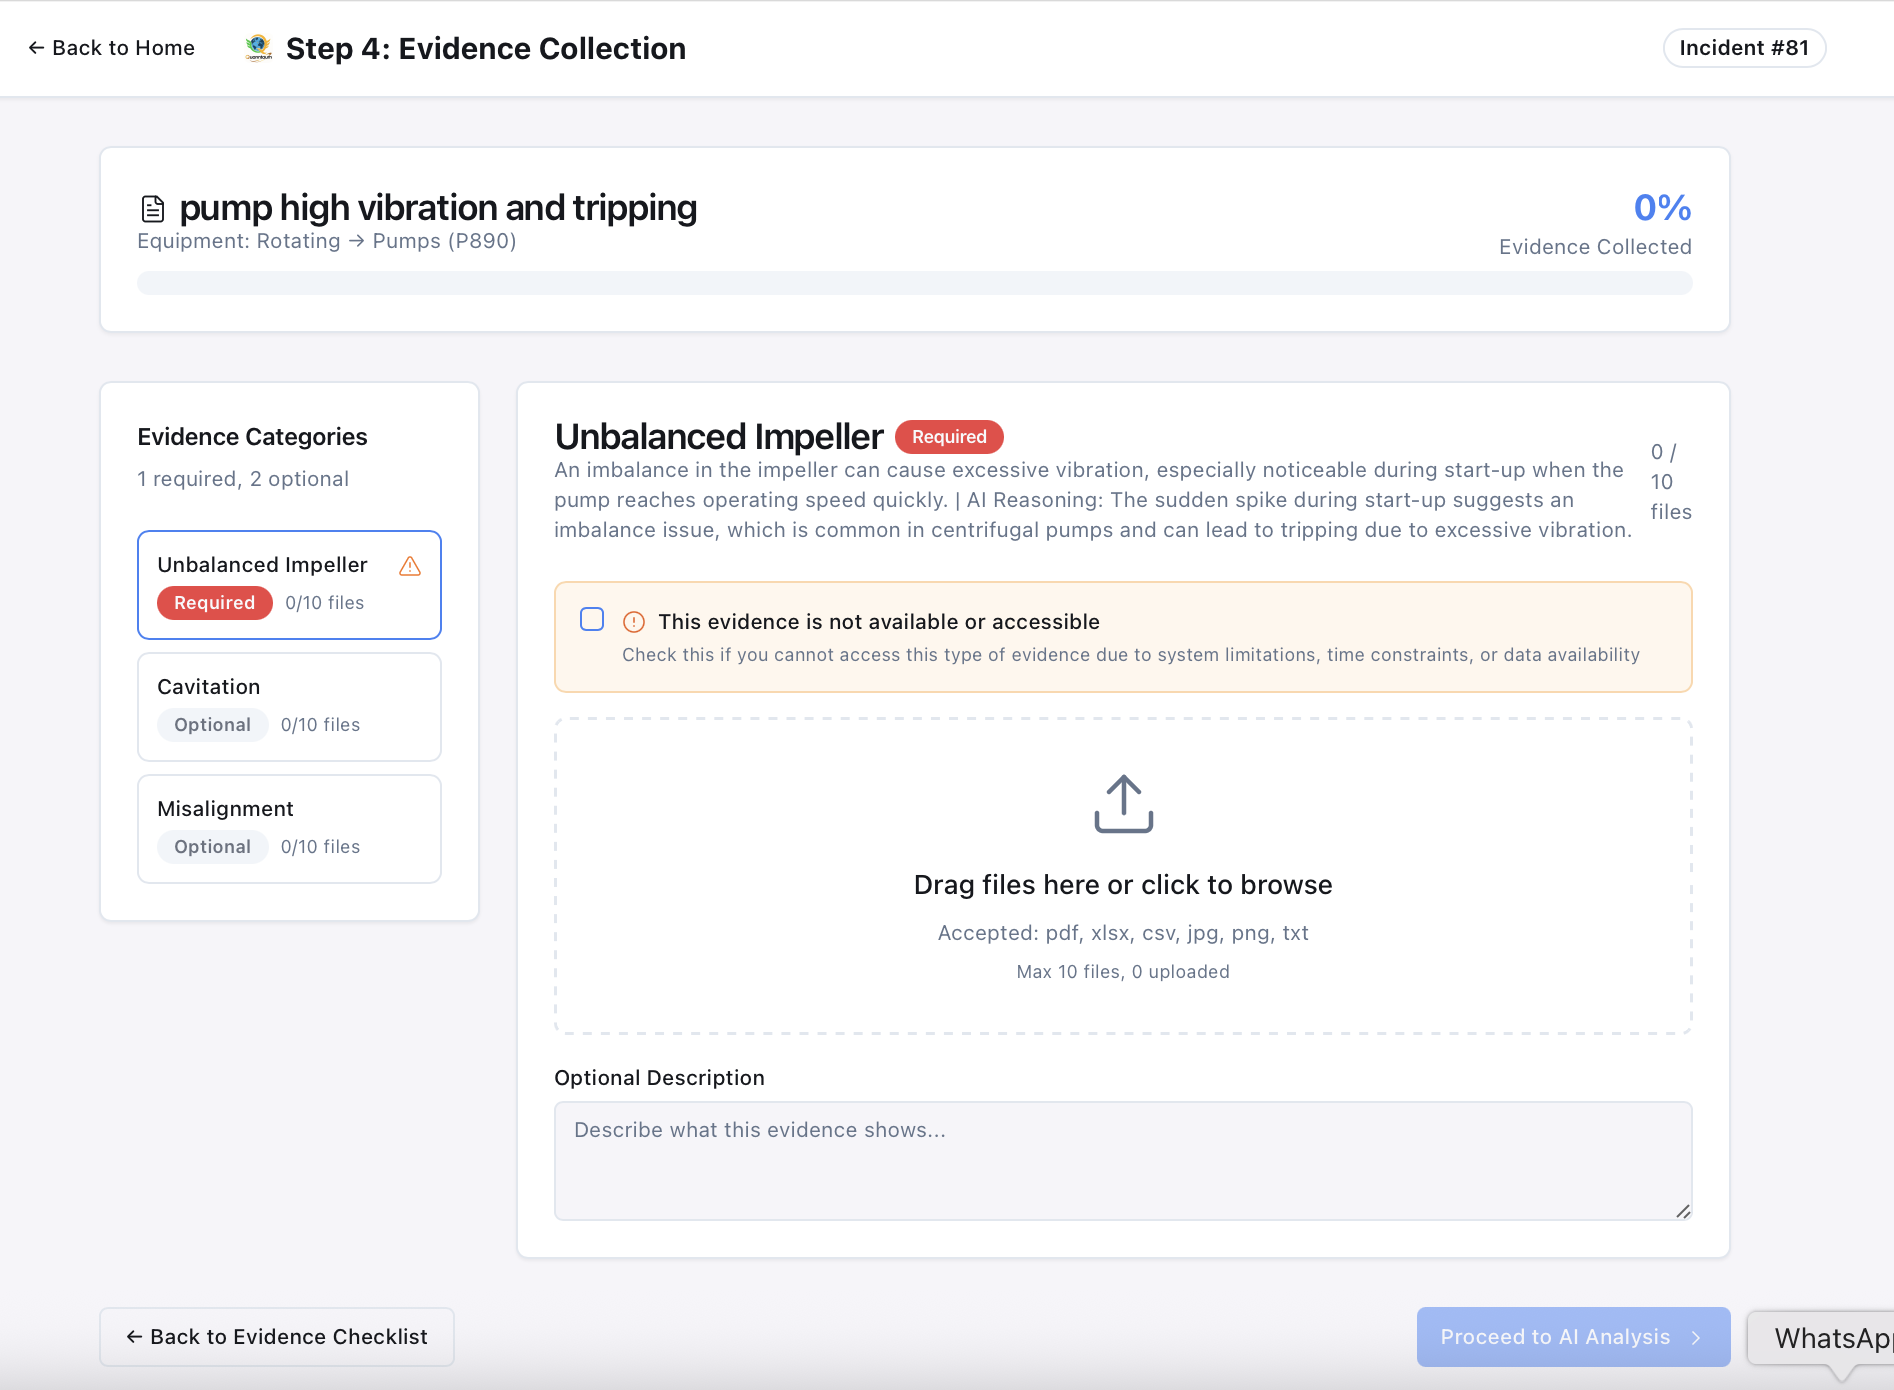 ← Back to Home
Step 4: Evidence Collection
Incident #81
pump high vibration and tripping
Equipment: Rotating → Pumps (P890)
0%
Evidence Collected
Evidence Categories
1 required, 2 optional
Unbalanced Impeller
Required 0/10 files
Cavitation
Optional 0/10 files
Misalignment
Optional 0/10 files
Unbalanced Impeller Required
An imbalance in the impeller can cause excessive vibration, especially noticeable during start-up when the
pump reaches operating speed quickly. | AI Reasoning: The sudden spike during start-up suggests an
imbalance issue, which is common in centrifugal pumps and can lead to tripping due to excessive vibration.
0 /
10
files
This evidence is not available or accessible
Check this if you cannot access this type of evidence due to system limitations, time constraints, or data availability
Drag files here or click to browse
Accepted: pdf, xlsx, csv, jpg, png, txt
Max 10 files, 0 uploaded
Optional Description
Describe what this evidence shows...
← Back to Evidence Checklist
Proceed to AI Analysis >